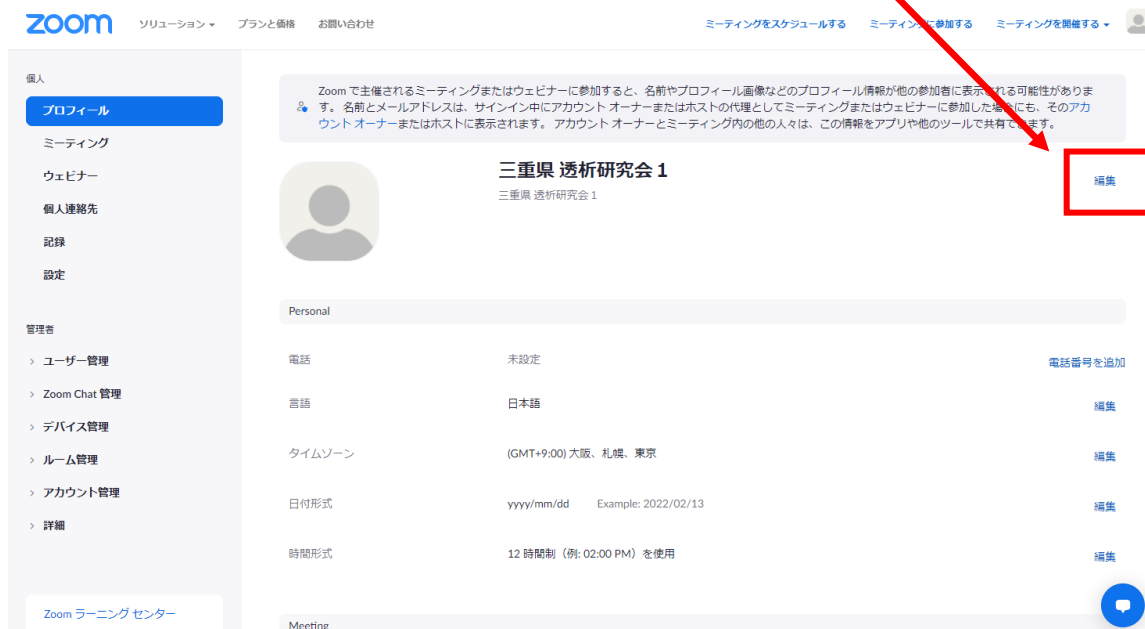 zoom ソリューション プランと価格 お問い合わせ ミーティングをスケジュールする ミーティングに参加する ミーティングを開催する
個人
プロフィール
ミーティング
ウェビナー
個人連絡先
記録
設定
管理者
ユーザー管理
Zoom Chat 管理
デバイス管理
ルーム管理
アカウント管理
詳細
Zoom ラーニング センター
Zoom で主催されるミーティングまたはウェビナーに参加すると、名前やプロフィール画像などのプロフィール情報が他の参加者に表示される可能性がありま
す。 名前とメールアドレスは、サインイン中にアカウント オーナーまたはホストの代理としてミーティングまたはウェビナーに参加した場合にも、そのアカ
ウント オーナーまたはホストに表示されます。 アカウント オーナーとミーティング内の他の人々は、この情報をアプリや他のツールで共有できます。
三重県 透析研究会 1
三重県 透析研究会 1
編集
Personal
電話 未設定 電話番号を追加
言語 日本語 編集
タイムゾーン (GMT+9:00) 大阪、札幌、東京 編集
日付形式 yyyy/mm/dd Example: 2022/02/13 編集
時間形式 12 時間制（例: 02:00 PM）を使用 編集
Meeting